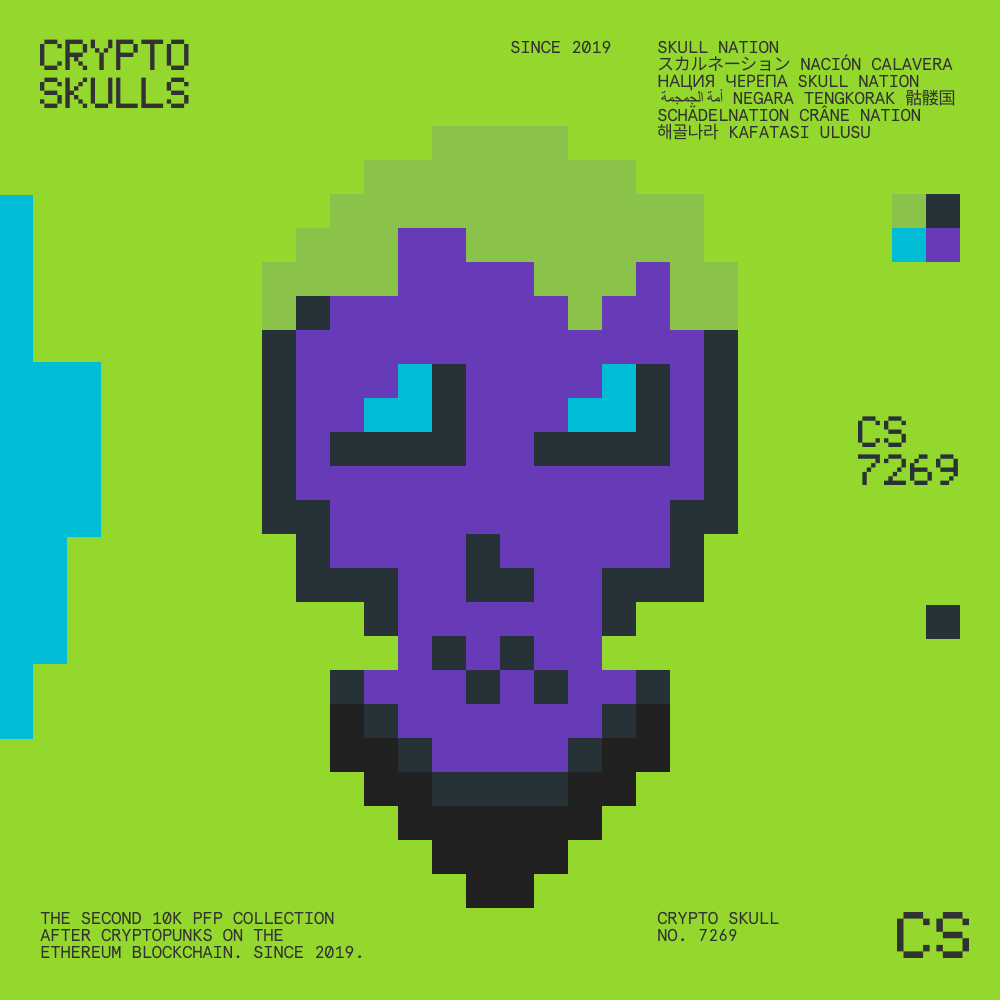 CRYPTO
SKULLS
SINCE 2019
SKULL NATION
スカルネーション NACIÓN CALAVERA
НАЦИЯ ЧЕРЕПА SKULL NATION
أمة الجمجمة NEGARA TENGKORAK 骷髅国
SCHÄDELNATION CRÂNE NATION
해골나라 KAFATASI ULUSU
CS
7269
THE SECOND 10K PFP COLLECTION
AFTER CRYPTOPUNKS ON THE
ETHEREUM BLOCKCHAIN. SINCE 2019.
CRYPTO SKULL
NO. 7269
CS